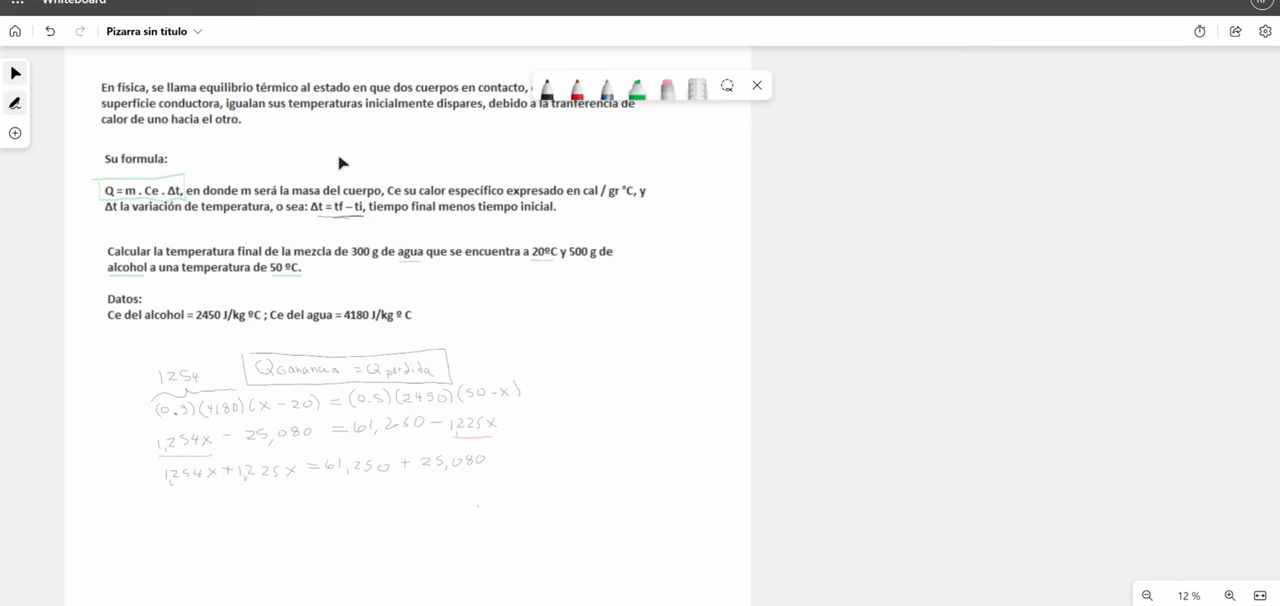 Whiteboard
Pizarra sin título
En física, se llama equilibrio térmico al estado en que dos cuerpos en contacto,
superficie conductora, igualan sus temperaturas inicialmente dispares, debido a la tranferencia de
calor de uno hacia el otro.
Su formula:
Q = m . Ce . Δt, en donde m será la masa del cuerpo, Ce su calor específico expresado en cal / gr °C, y
Δt la variación de temperatura, o sea: Δt = tf – ti, tiempo final menos tiempo inicial.
Calcular la temperatura final de la mezcla de 300 g de agua que se encuentra a 20ºC y 500 g de
alcohol a una temperatura de 50 ºC.
Datos:
Ce del alcohol = 2450 J/kg ºC ; Ce del agua = 4180 J/kg º C
1254
Q Ganancia = Q perdida
(0.3)(4180)(x - 20) = (0.5)(2450)(50 - x)
1,254x - 25,080 = 61,250 - 1,225x
1,254x + 1,225x = 61,250 + 25,080
12 %